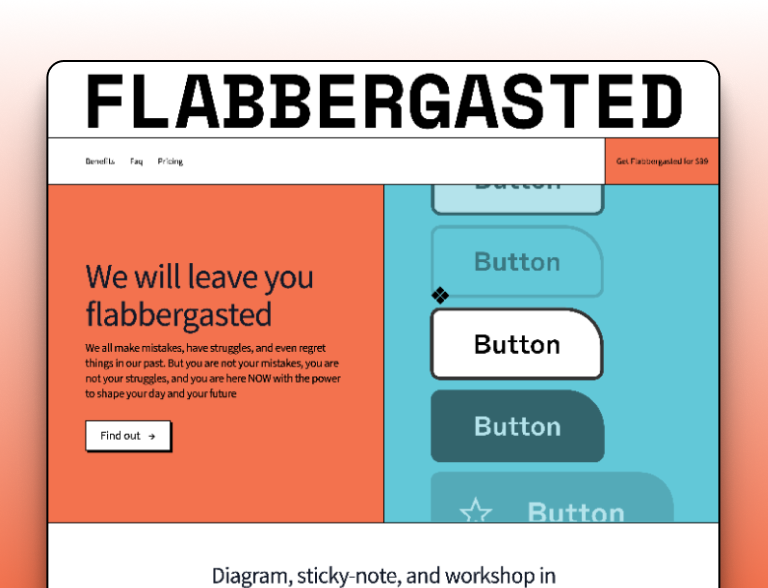 FLABBERGASTED
Benefits Faq Pricing
Get Flabbergasted for $89
Button
We will leave you
flabbergasted
We all make mistakes, have struggles, and even regret
things in our past. But you are not your mistakes, you are
not your struggles, and you are here NOW with the power
to shape your day and your future
Find out →
Button
Button
Button
Button
Diagram, sticky-note, and workshop in